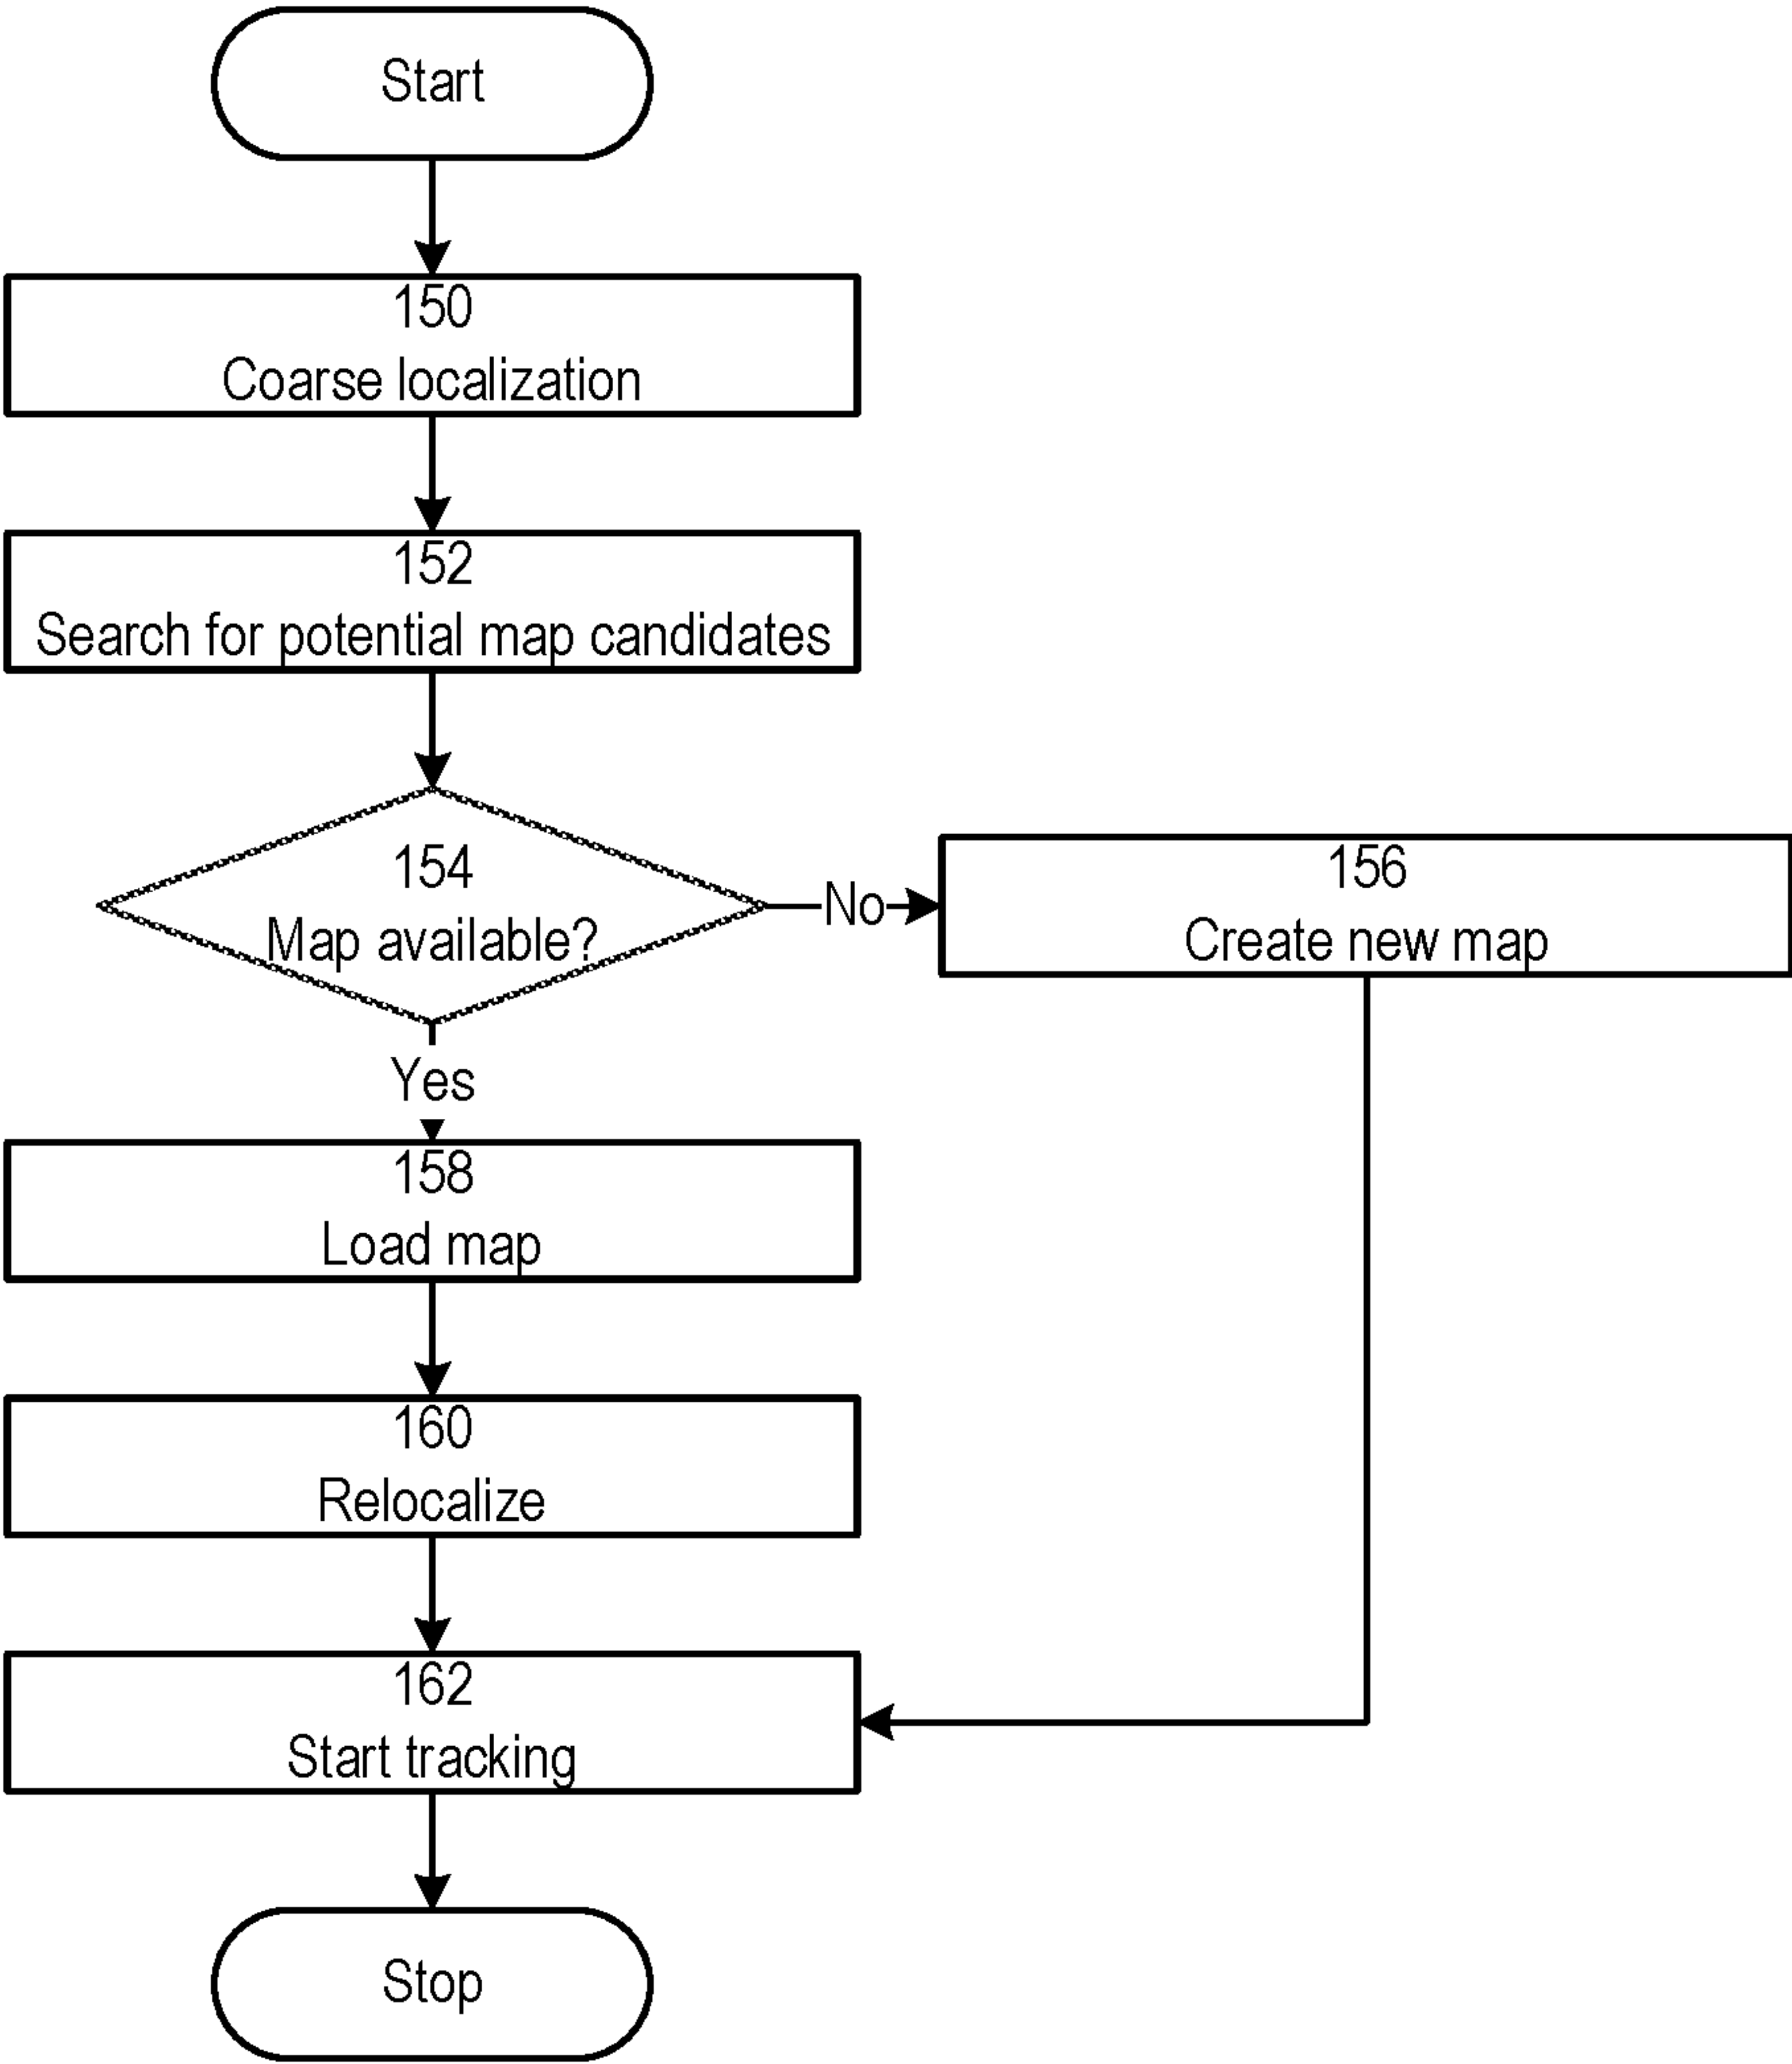 Start
150
Coarse localization
152
Search for potential map candidates
154
Map available?
No
156
Create new map
Yes
158
Load map
160
Relocalize
162
Start tracking
Stop